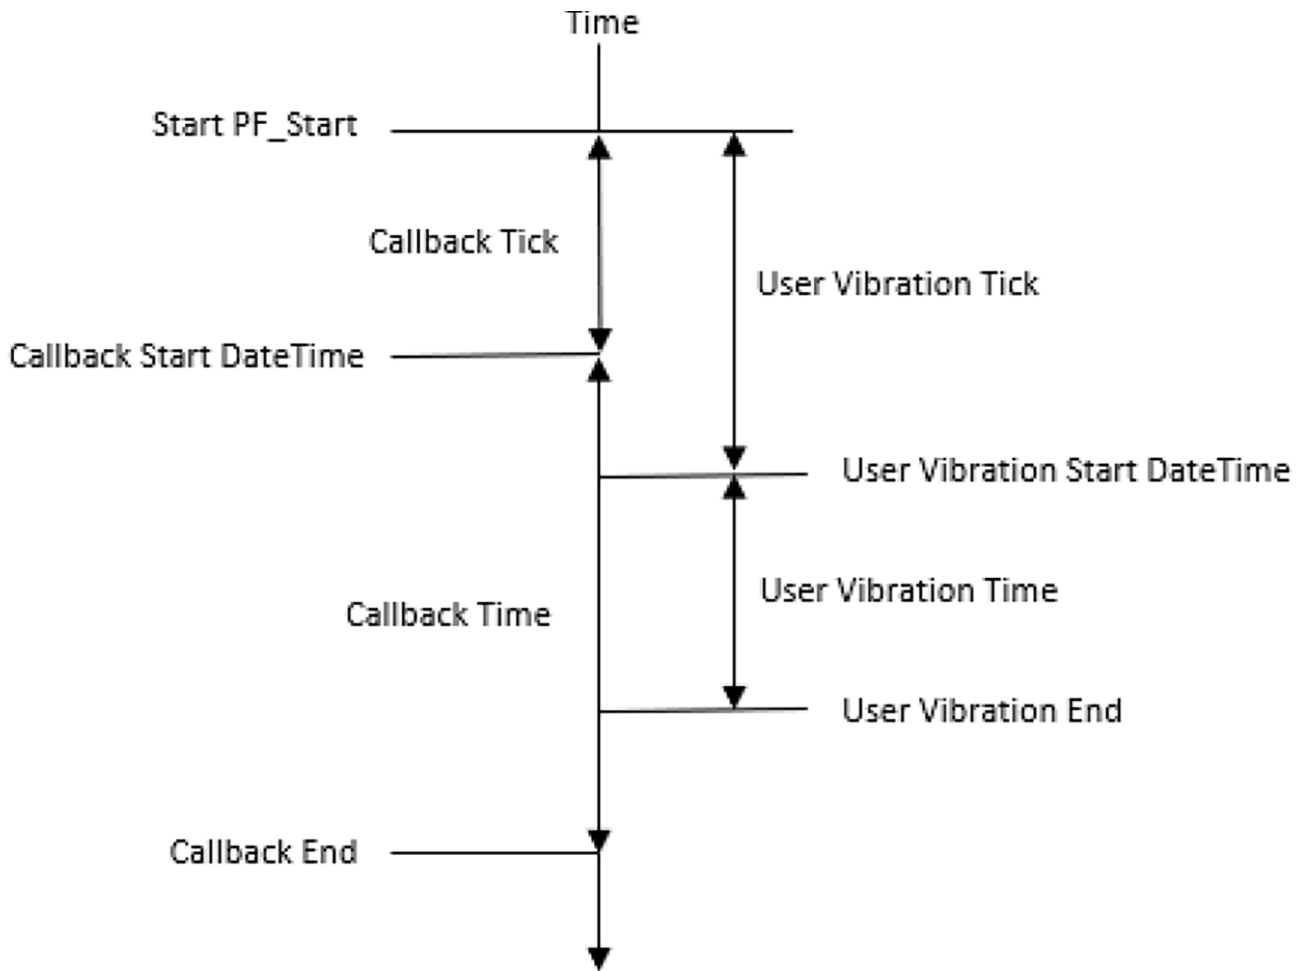 Time
Start PF_Start
Callback Tick
User Vibration Tick
Callback Start DateTime
User Vibration Start DateTime
User Vibration Time
Callback Time
User Vibration End
Callback End